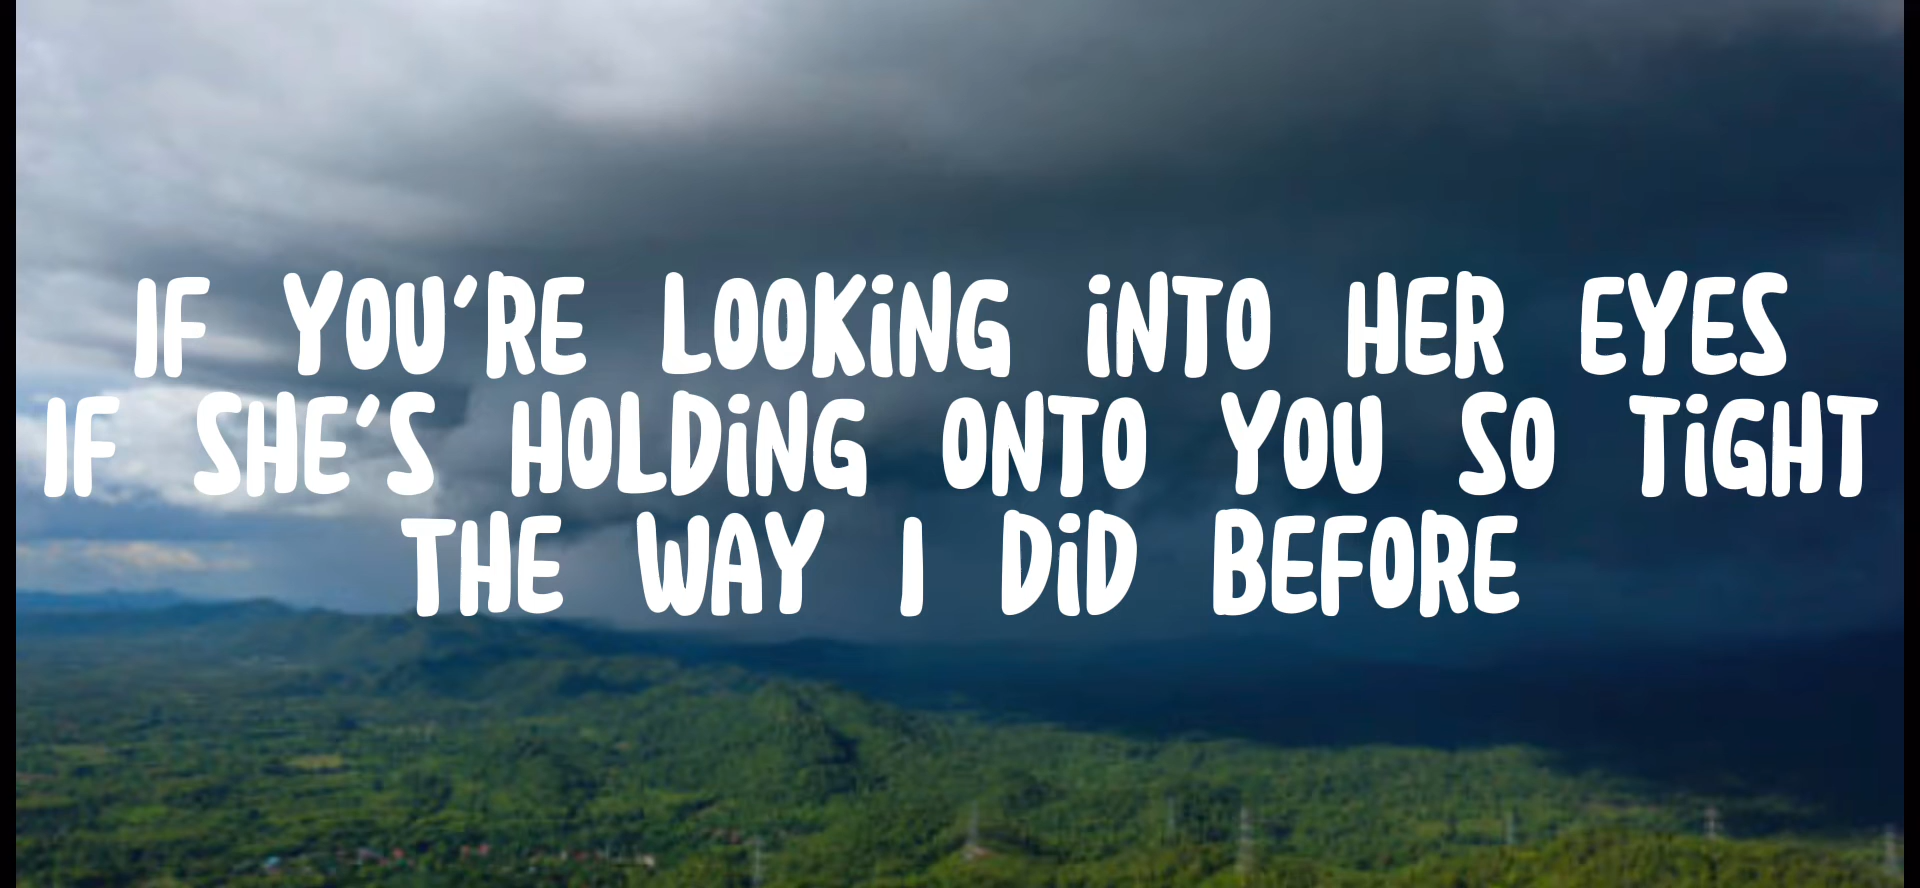 IF YOU'RE LOOKING INTO HER EYES
IF SHE'S HOLDING ONTO YOU SO TIGHT
THE WAY I DID BEFORE